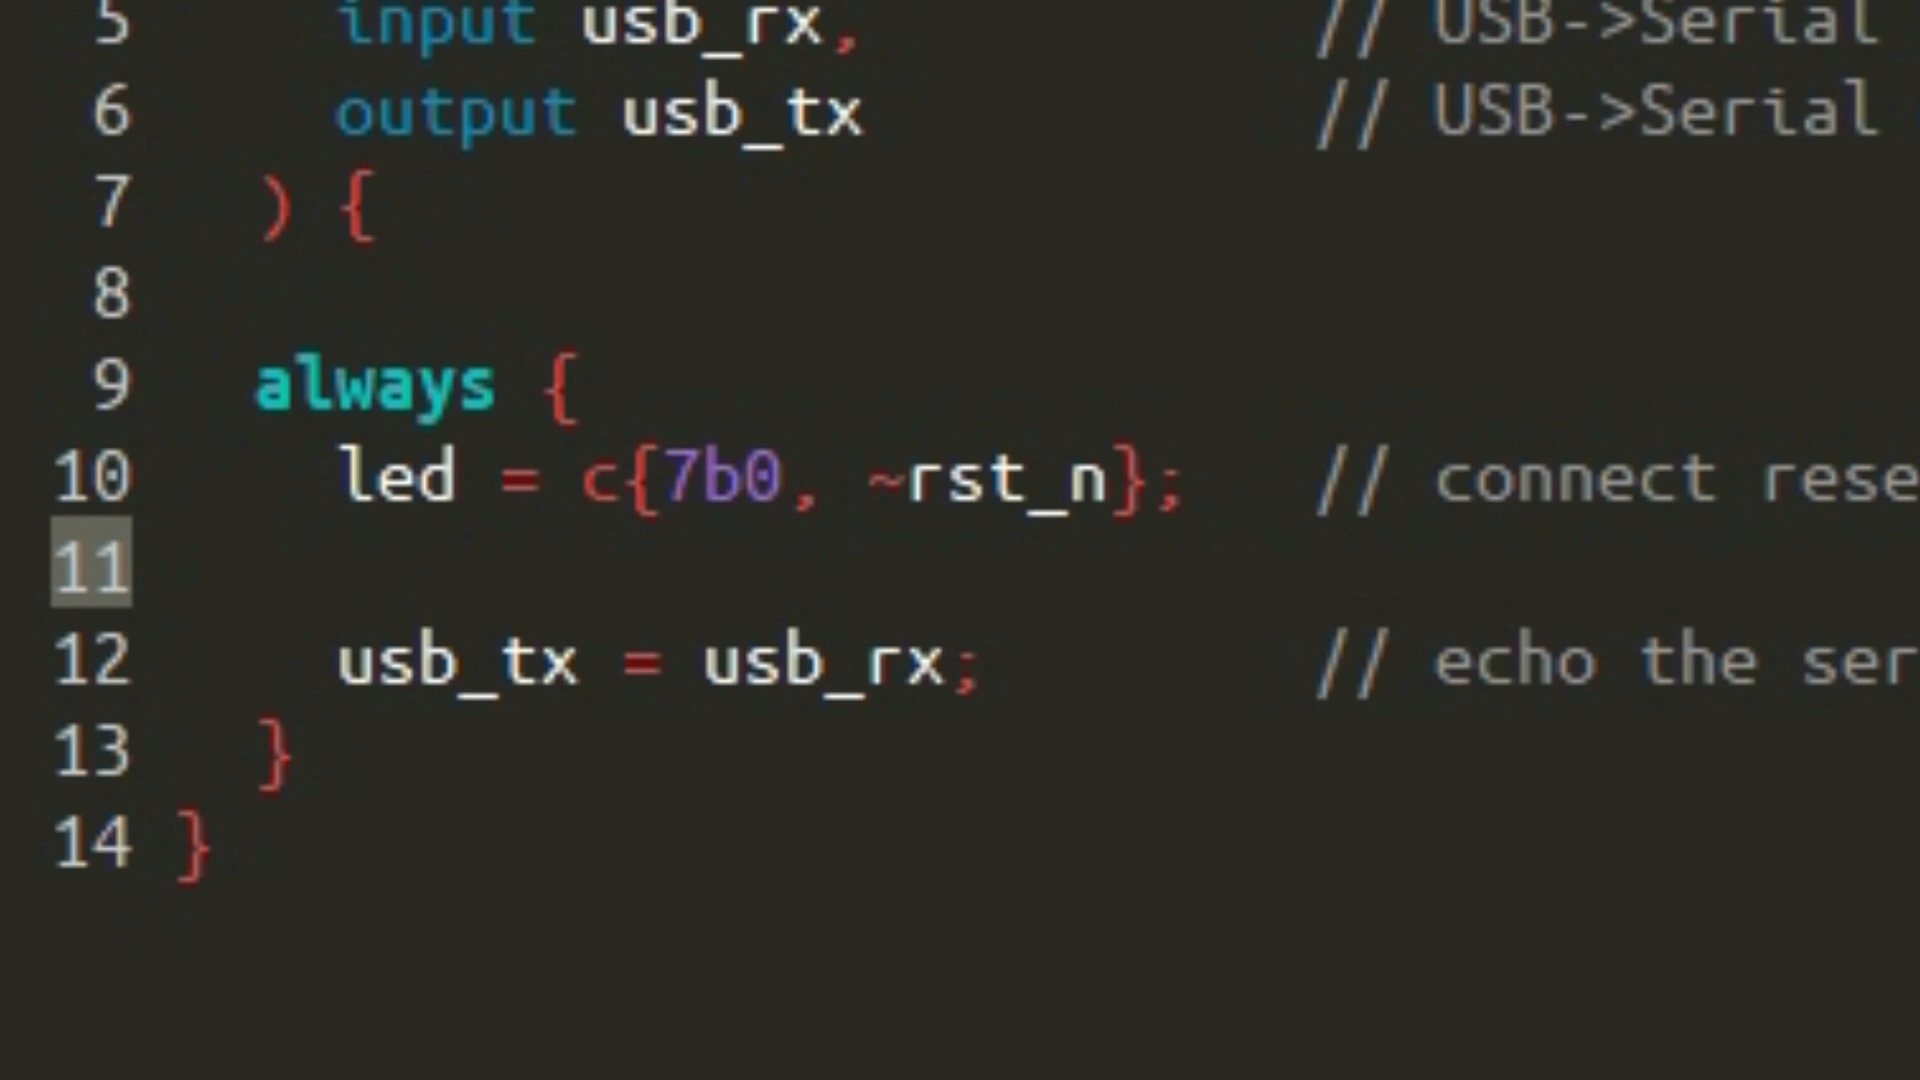 5 input usb_rx, // USB->Serial
6 output usb_tx // USB->Serial
7 ) {
8
9 always {
10 led = c{7b0, ~rst_n}; // connect rese
11
12 usb_tx = usb_rx; // echo the ser
13 }
14 }